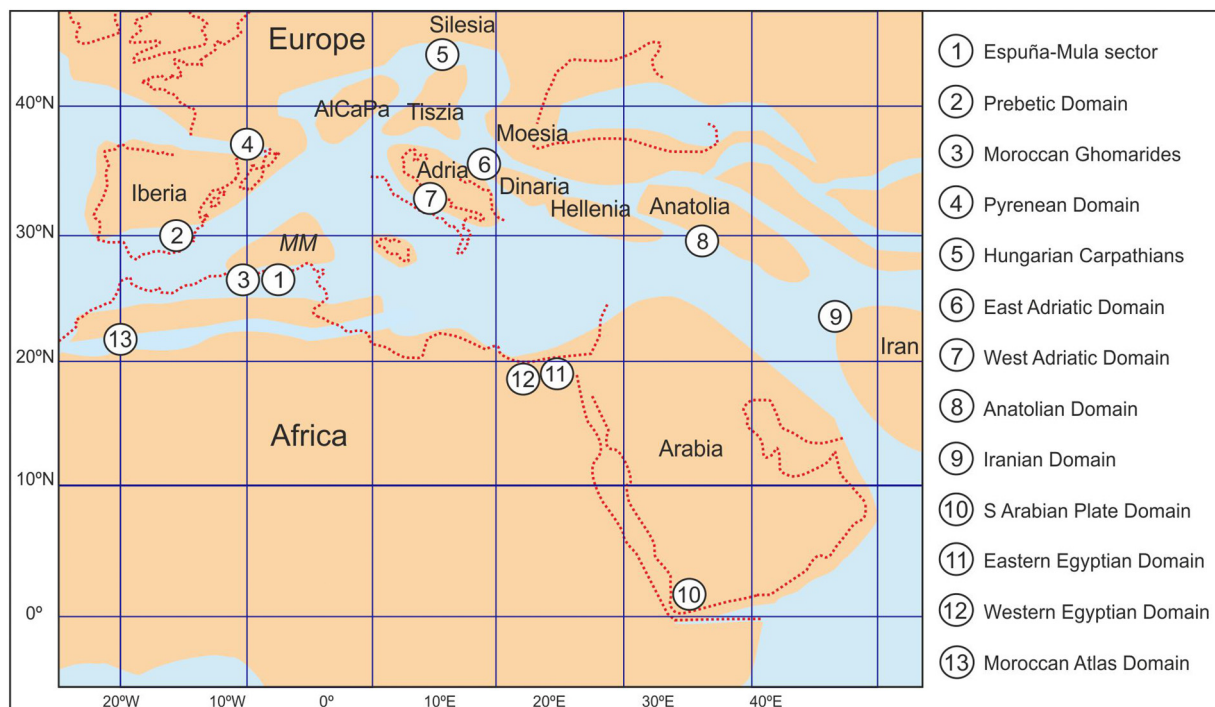 Silesia
Europe
5
40ºN
AlCaPa
Tiszia
Moesia
4
6
Adria
Iberia
Dinaria
7
Hellenia
Anatolia
30ºN
2
MM
8
3
1
9
13
Iran
20ºN
12
11
Africa
Arabia
10ºN
10
0º
20ºW
10ºW
0º
10ºE
20ºE
30ºE
40ºE
1 Espuña-Mula sector
2 Prebetic Domain
3 Moroccan Ghomarides
4 Pyrenean Domain
5 Hungarian Carpathians
6 East Adriatic Domain
7 West Adriatic Domain
8 Anatolian Domain
9 Iranian Domain
10 S Arabian Plate Domain
11 Eastern Egyptian Domain
12 Western Egyptian Domain
13 Moroccan Atlas Domain